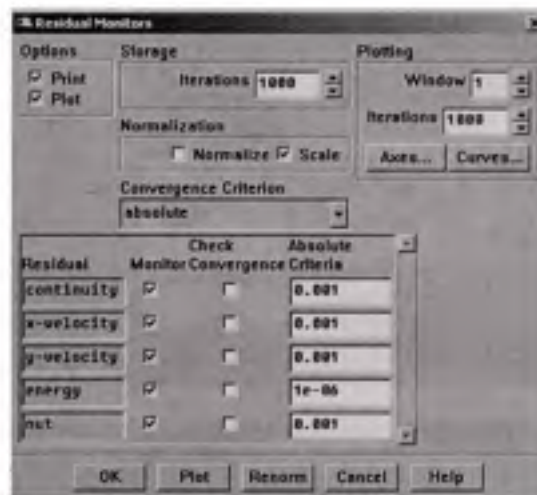 Residual Monitors
Options
Print
Plot
Storage
Iterations 1000
Normalization
Normalize Scale
Convergence Criterion
absolute
Plotting
Window 1
Iterations 1000
Axes... Curves...
Check Absolute
Residual Monitor Convergence Criteria
continuity 0.001
x-velocity 0.001
y-velocity 0.001
energy 1e-06
nut 0.001
OK Plot Renorm Cancel Help